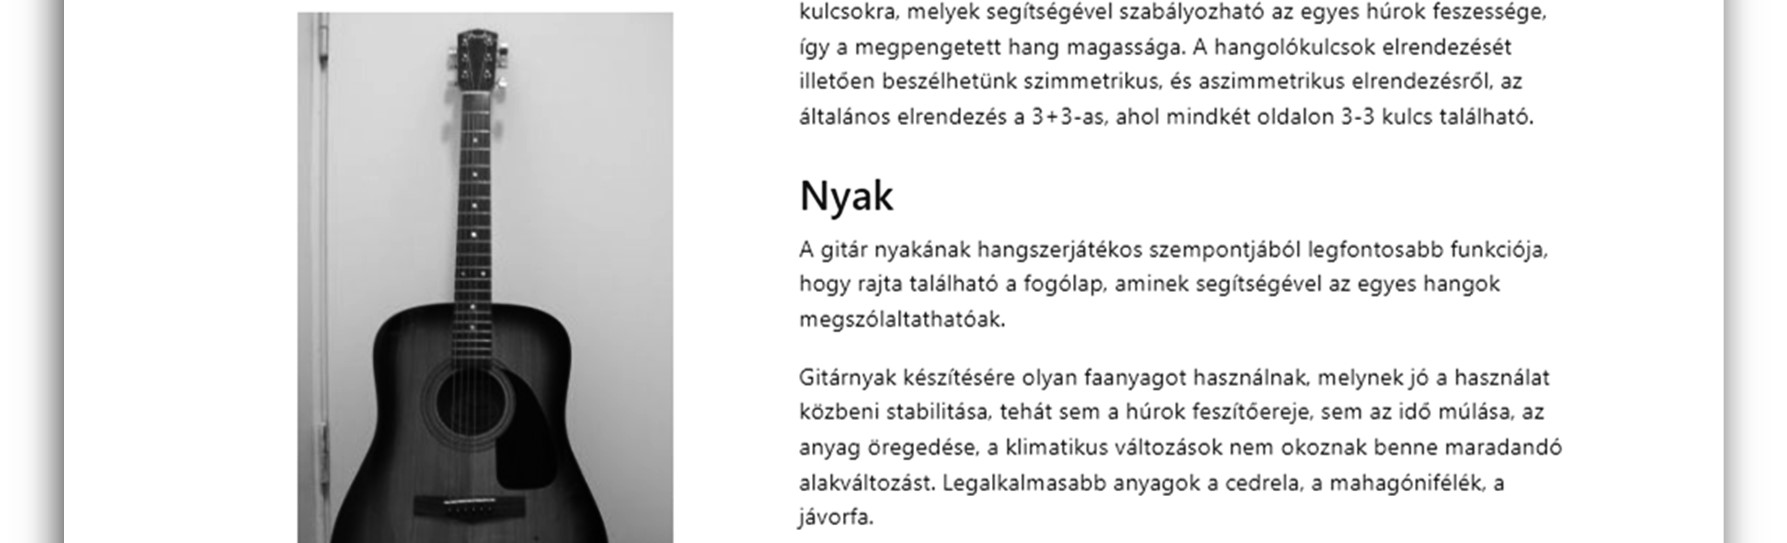 kulcsokra, melyek segítségével szabályozható az egyes húrok feszessége,
így a megpengetett hang magassága. A hangolókulcsok elrendezését
illetően beszélhetünk szimmetrikus, és aszimmetrikus elrendezésről, az
általános elrendezés a 3+3-as, ahol mindkét oldalon 3-3 kulcs található.
Nyak
A gitár nyakának hangszerjátékos szempontjából legfontosabb funkciója,
hogy rajta található a fogólap, aminek segítségével az egyes hangok
megszólaltathatóak.
Gitárnyak készítésére olyan faanyagot használnak, melynek jó a használat
közbeni stabilitása, tehát sem a húrok feszítőereje, sem az idő múlása, az
anyag öregedése, a klimatikus változások nem okoznak benne maradandó
alakváltozást. Legalkalmasabb anyagok a cedrela, a mahagónifélék, a
jávorfa.